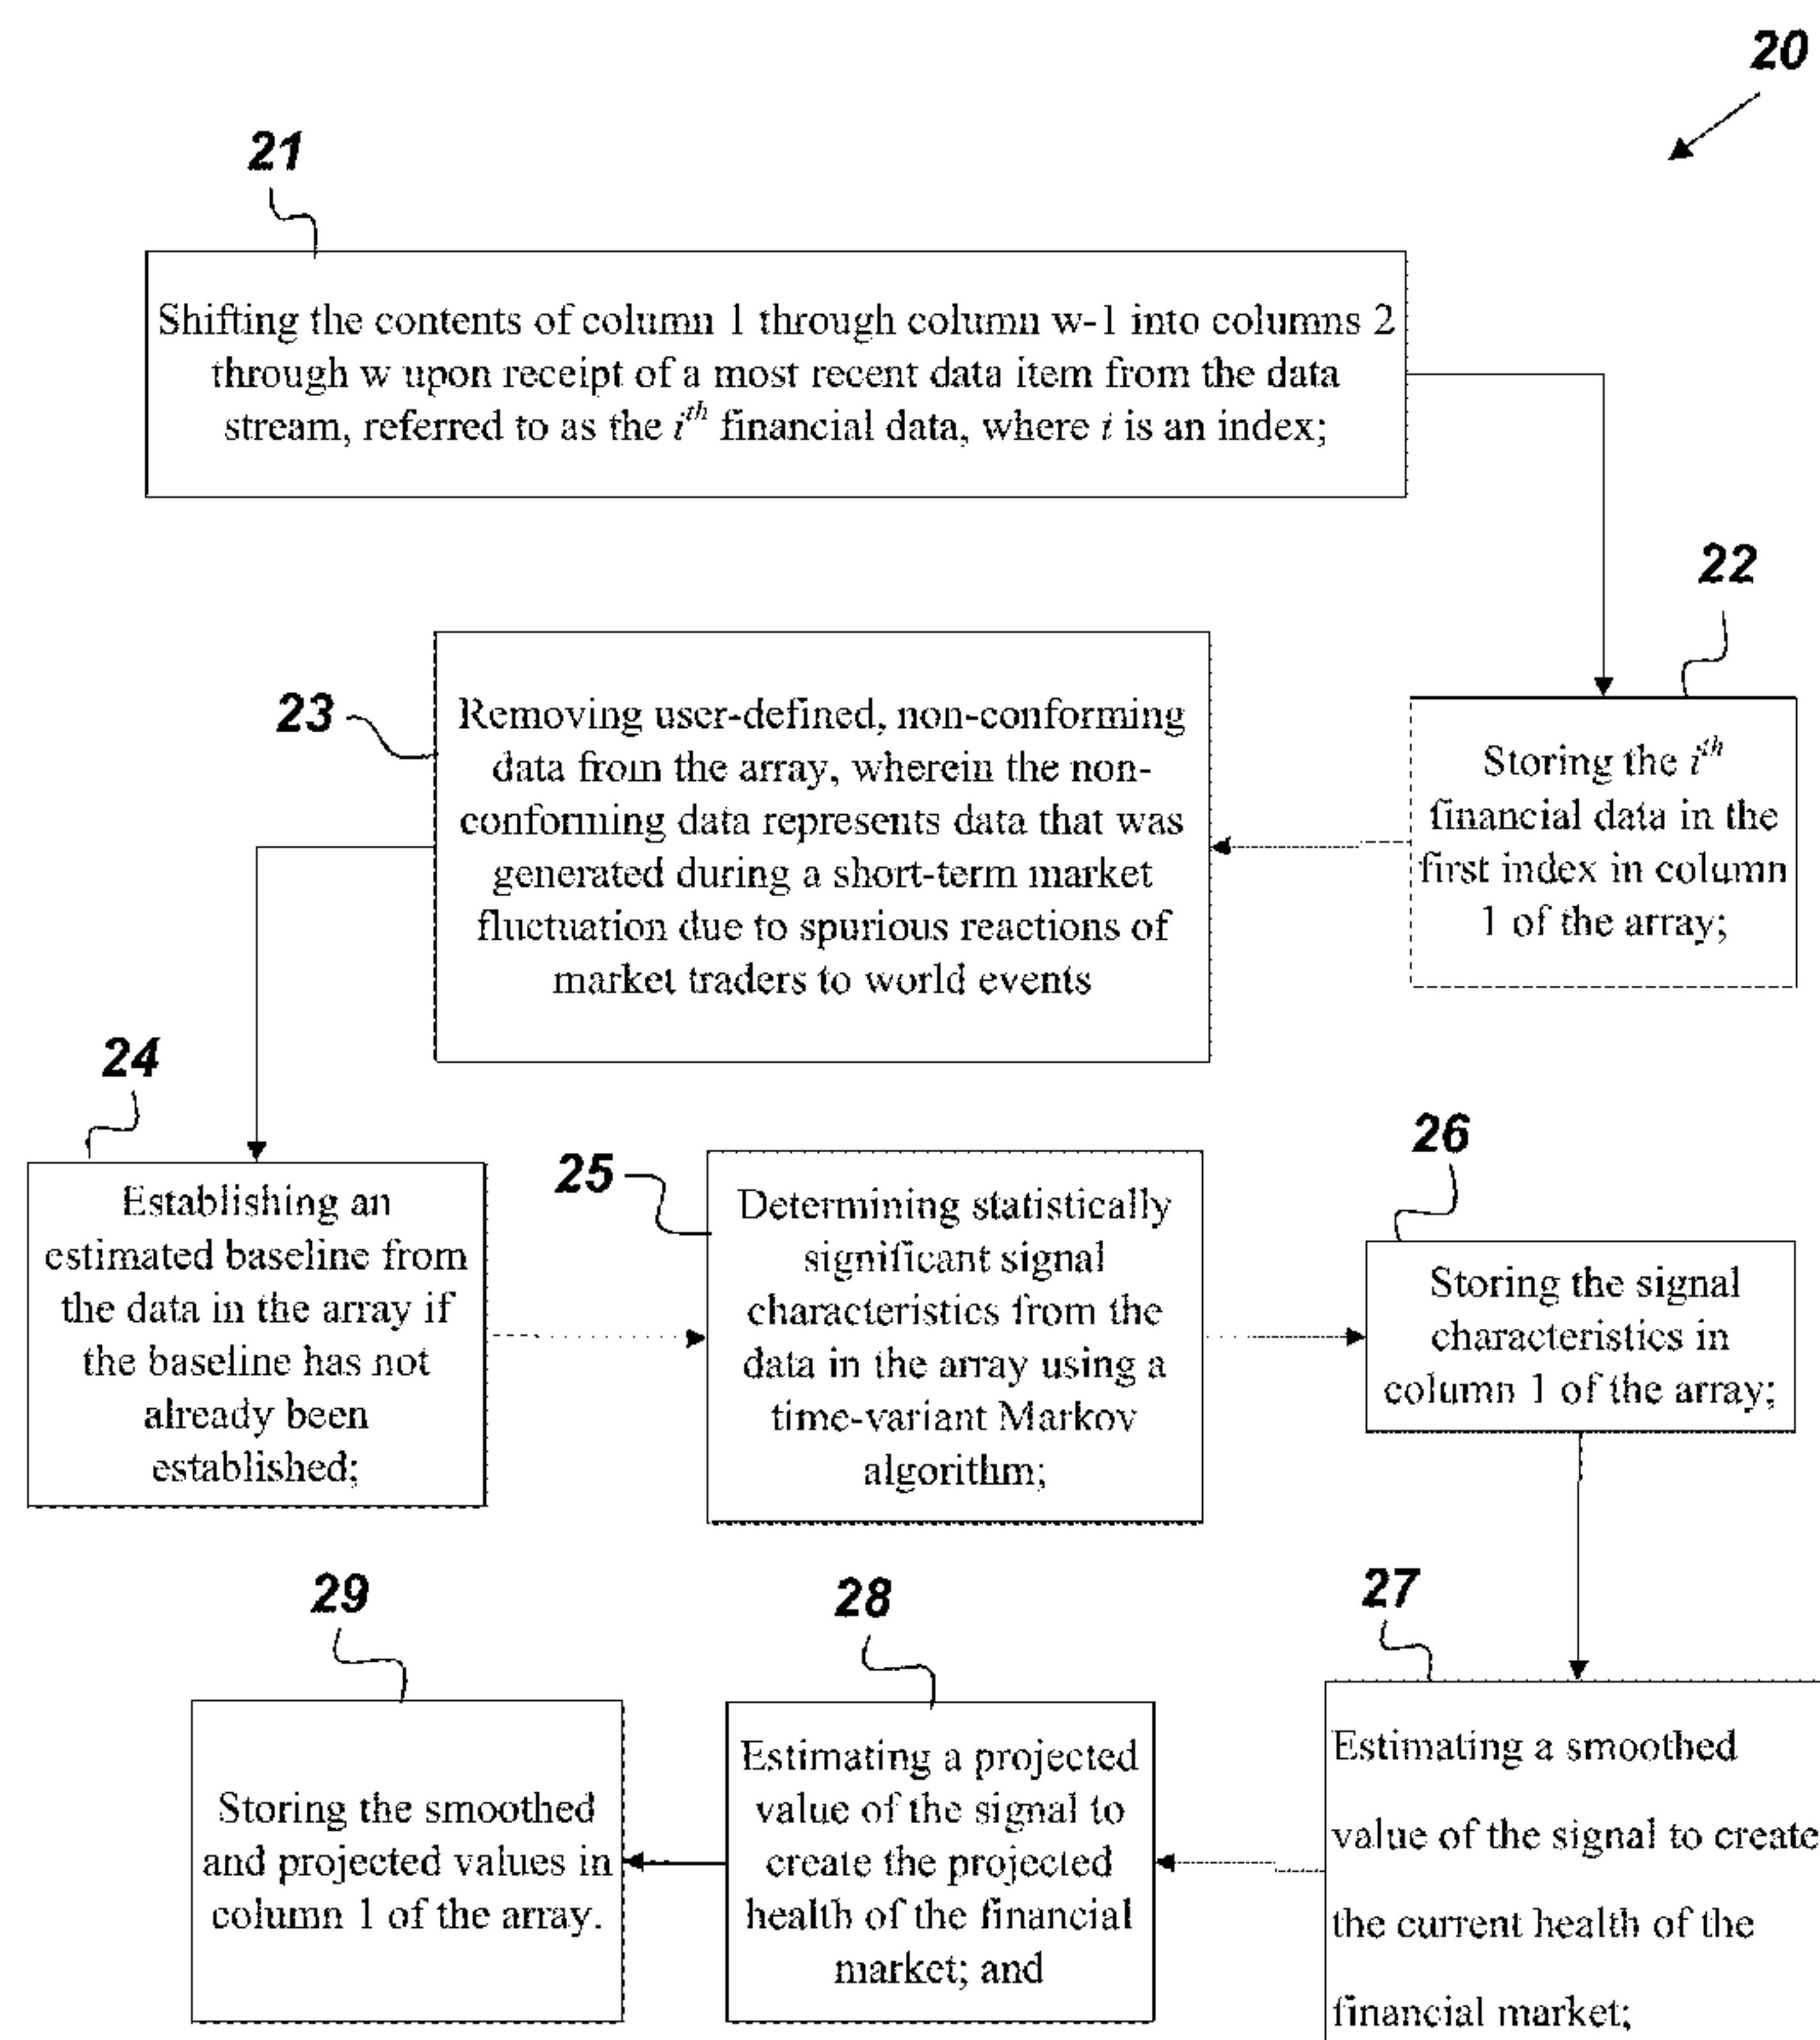 20
21
Shifting the contents of column 1 through column w-1 into columns 2
through w upon receipt of a most recent data item from the data
stream, referred to as the i^th financial data, where i is an index;
22
Storing the i^th
financial data in the
first index in column
1 of the array;
23
Removing user-defined, non-conforming
data from the array, wherein the non-
conforming data represents data that was
generated during a short-term market
fluctuation due to spurious reactions of
market traders to world events
24
Establishing an
estimated baseline from
the data in the array if
the baseline has not
already been
established;
25
Determining statistically
significant signal
characteristics from the
data in the array using a
time-variant Markov
algorithm;
26
Storing the signal
characteristics in
column 1 of the array;
27
Estimating a smoothed
value of the signal to create
the current health of the
financial market;
28
Estimating a projected
value of the signal to
create the projected
health of the financial
market; and
29
Storing the smoothed
and projected values in
column 1 of the array.